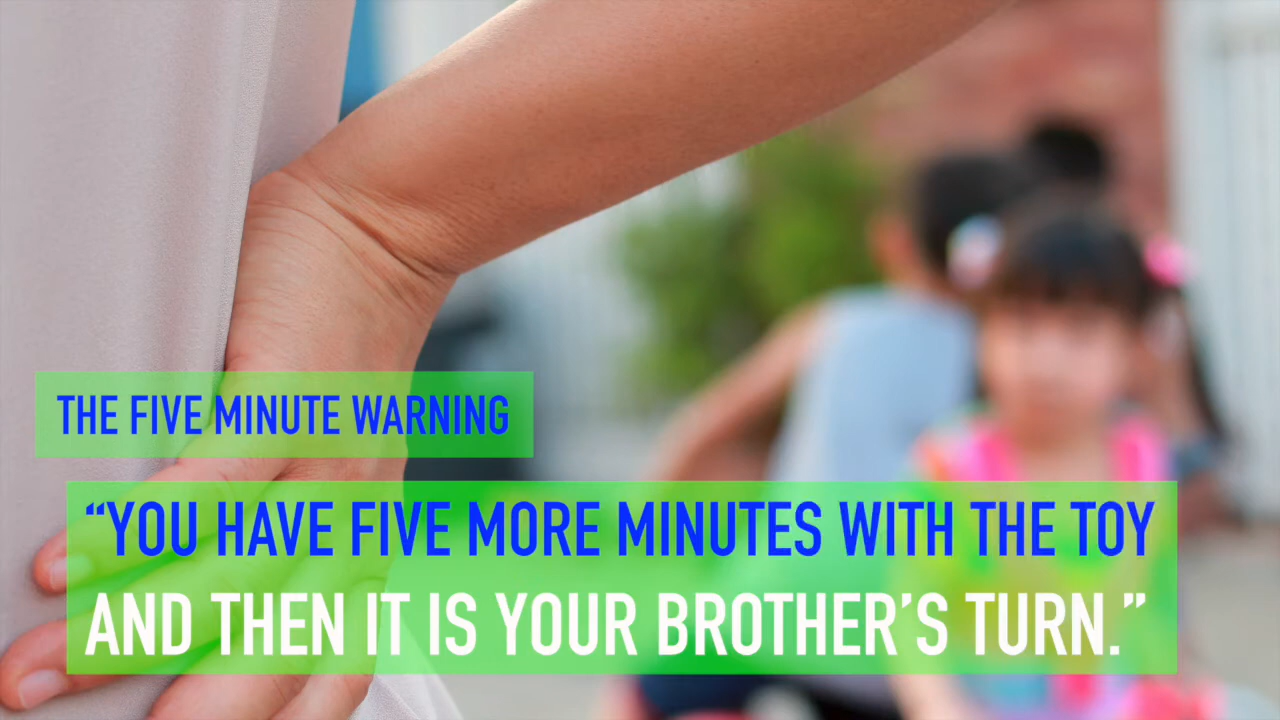 THE FIVE MINUTE WARNING
“YOU HAVE FIVE MORE MINUTES WITH THE TOY
AND THEN IT IS YOUR BROTHER’S TURN.”